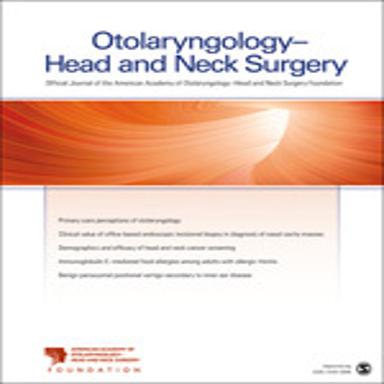 Otolaryngology–
Head and Neck Surgery
Official Journal of the American Academy of Otolaryngology–Head and Neck Surgery Foundation
Primary care perceptions of otolaryngology
Clinical value of office-based endoscopic incisional biopsy in diagnosis of nasal cavity masses
Demographics and efficacy of head and neck cancer screening
Immunoglobulin E–mediated food allergies among adults with allergic rhinitis
Benign paroxysmal positional vertigo secondary to inner ear disease
AMERICAN ACADEMY OF
OTOLARYNGOLOGY–
HEAD AND NECK SURGERY
FOUNDATION